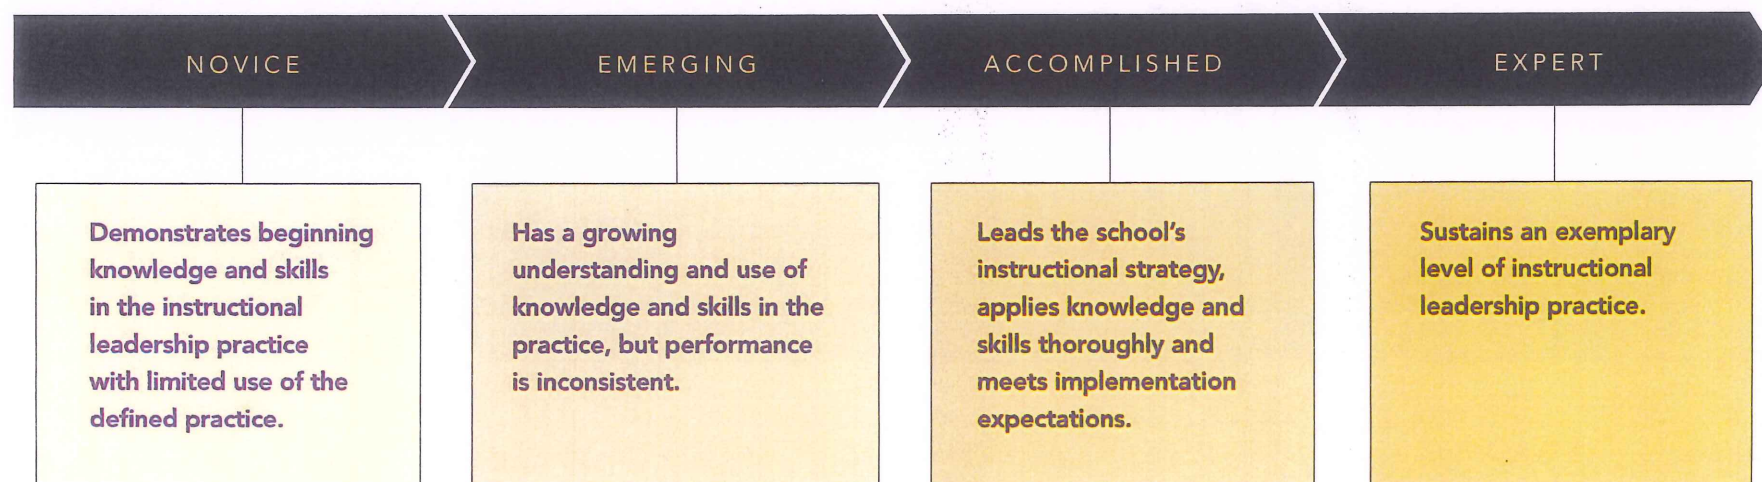 NOVICE
EMERGING
ACCOMPLISHED
EXPERT
Demonstrates beginning
knowledge and skills
in the instructional
leadership practice
with limited use of the
defined practice.
Has a growing
understanding and use of
knowledge and skills in the
practice, but performance
is inconsistent.
Leads the school's
instructional strategy,
applies knowledge and
skills thoroughly and
meets implementation
expectations.
Sustains an exemplary
level of instructional
leadership practice.